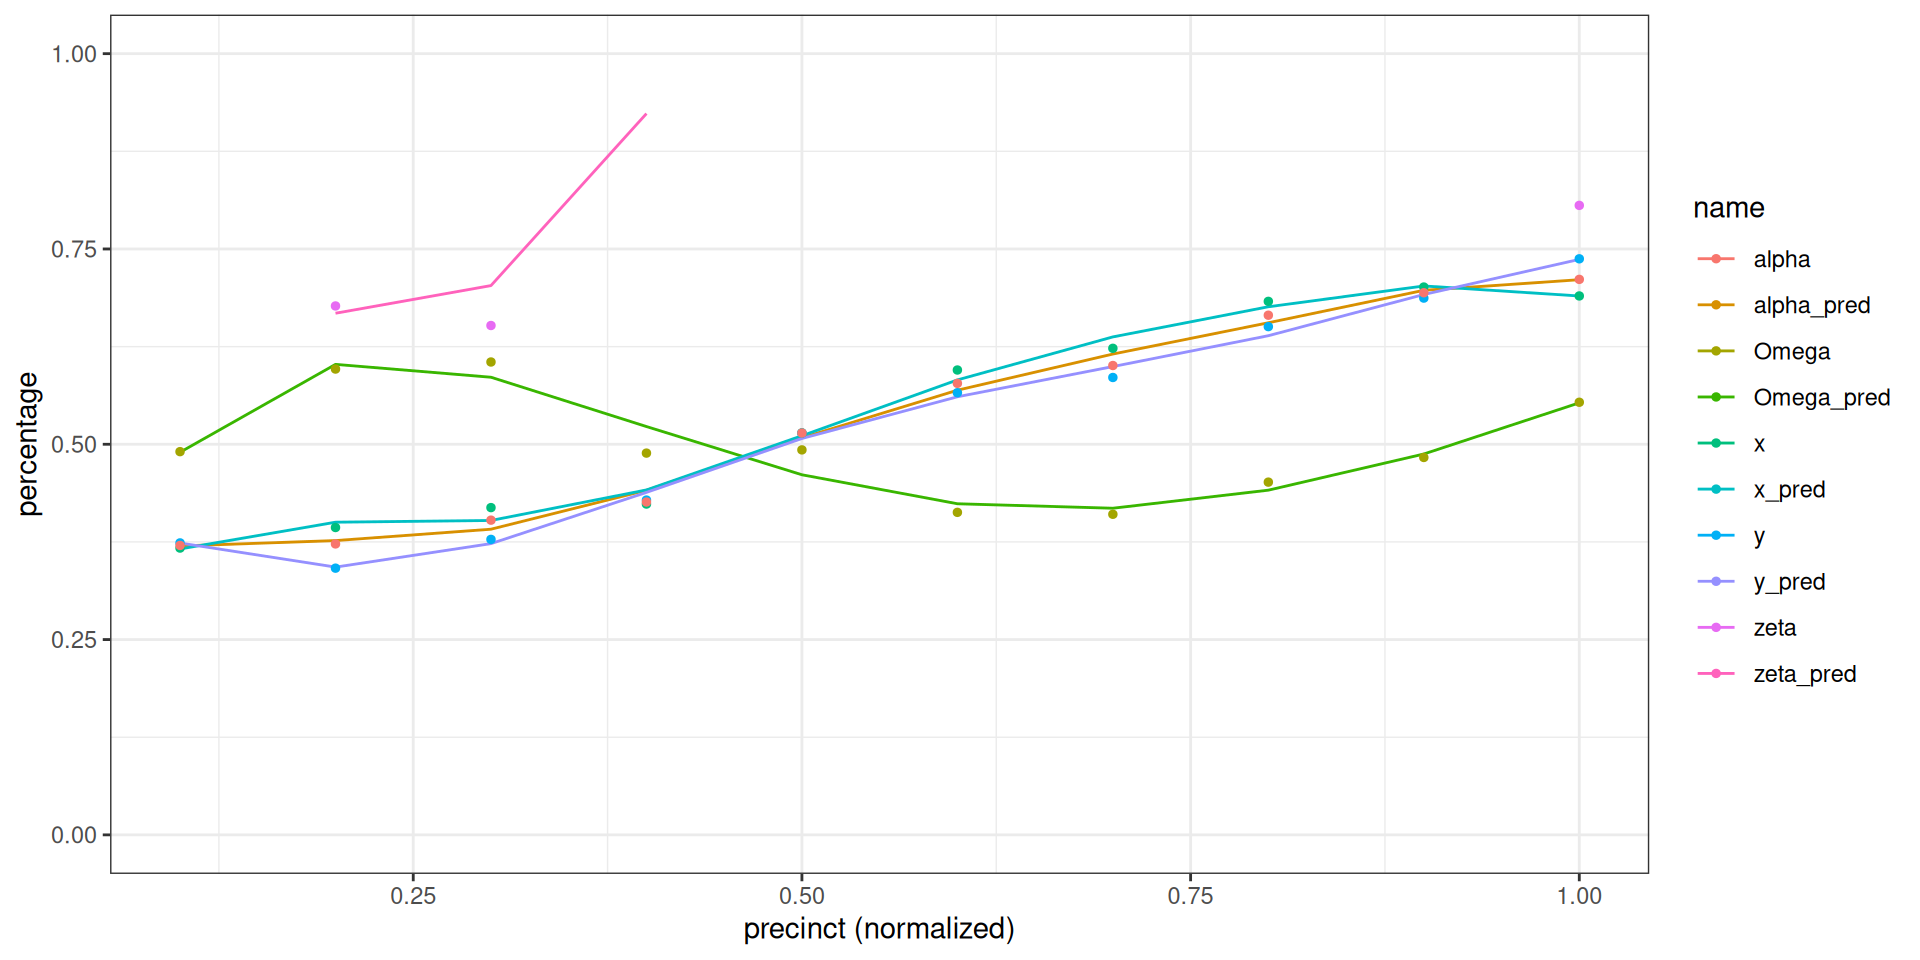 1.00
0.75
0.50
0.25
0.00
percentage
0.25
0.50
0.75
1.00
precinct (normalized)
name
alpha
alpha_pred
Omega
Omega_pred
x
x_pred
y
y_pred
zeta
zeta_pred